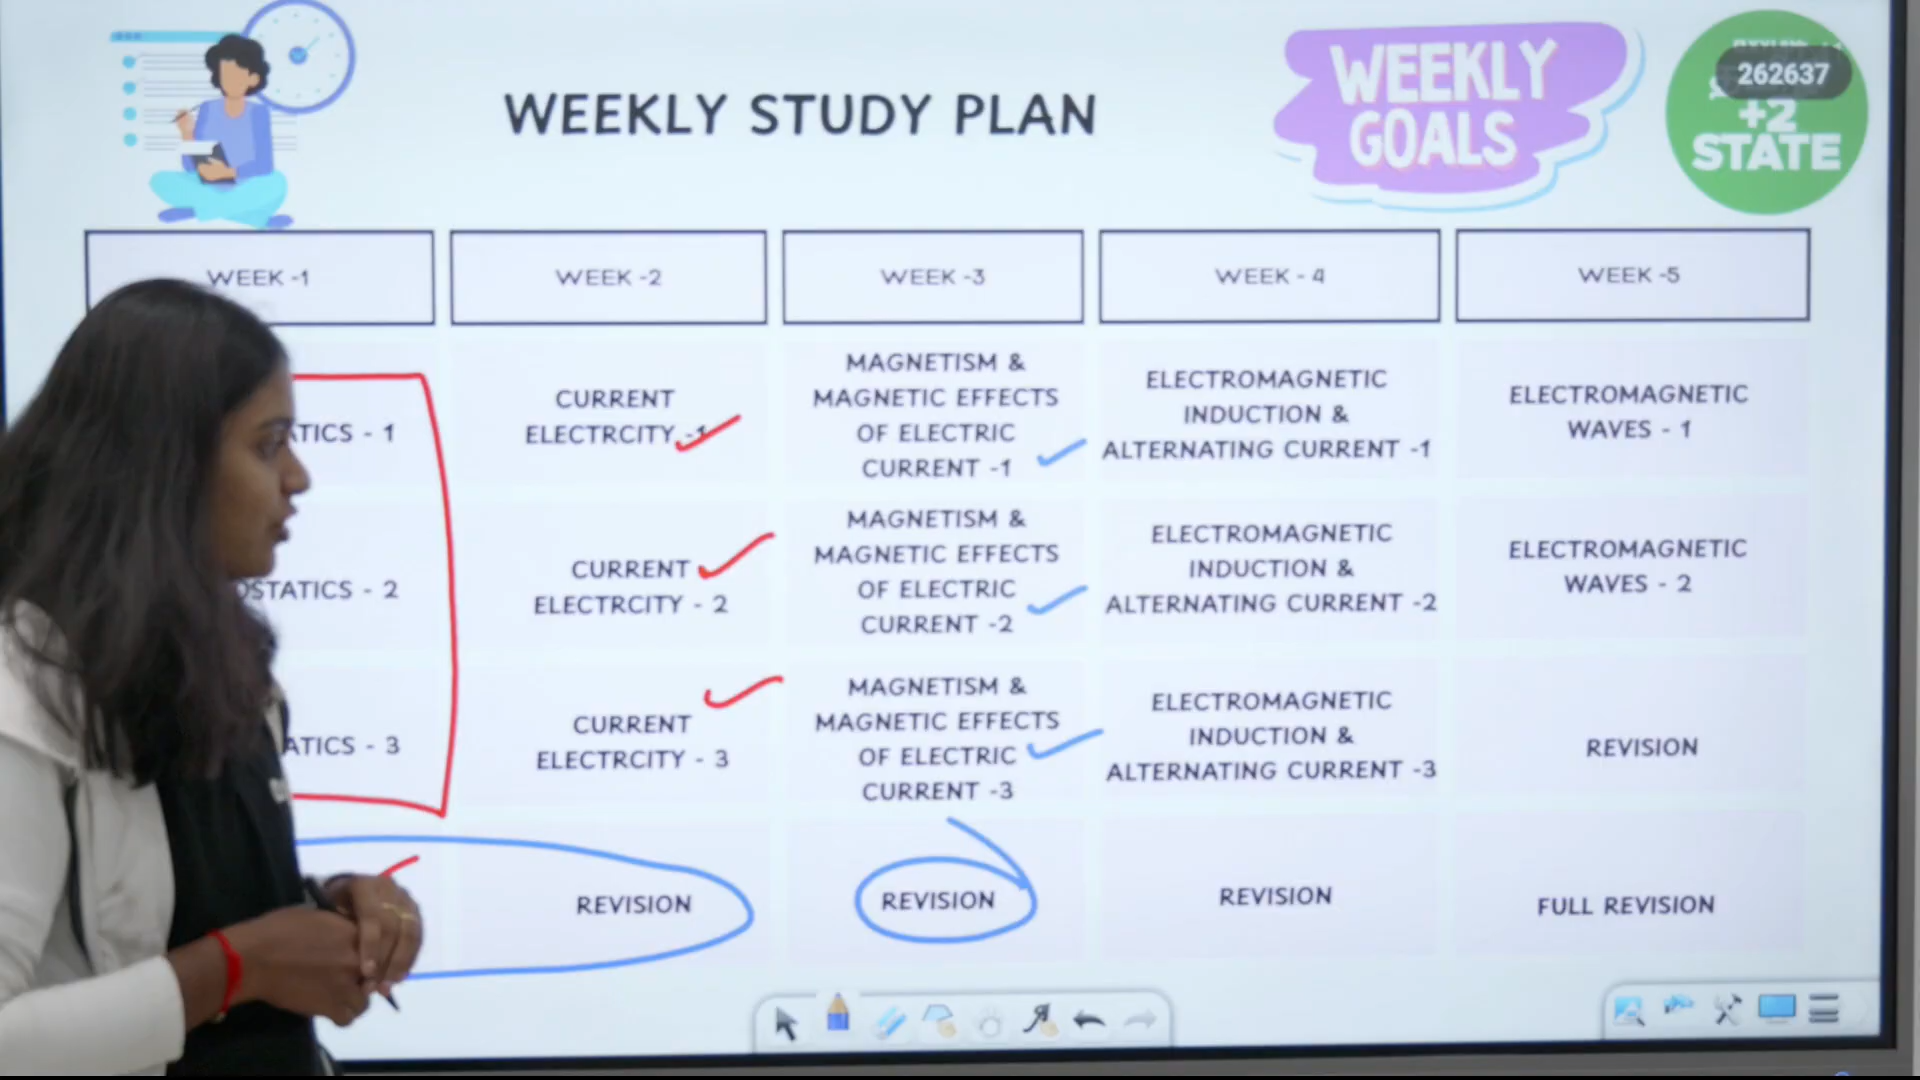 WEEKLY STUDY PLAN
WEEKLY
GOALS
262637
+2
STATE
WEEK -1
WEEK -2
WEEK -3
WEEK - 4
WEEK -5
TICS - 1
CURRENT
ELECTRCITY -1
MAGNETISM &
MAGNETIC EFFECTS
OF ELECTRIC
CURRENT -1
ELECTROMAGNETIC
INDUCTION &
ALTERNATING CURRENT -1
ELECTROMAGNETIC
WAVES - 1
OSTATICS - 2
CURRENT
ELECTRCITY - 2
MAGNETISM &
MAGNETIC EFFECTS
OF ELECTRIC
CURRENT -2
ELECTROMAGNETIC
INDUCTION &
ALTERNATING CURRENT -2
ELECTROMAGNETIC
WAVES - 2
ATICS - 3
CURRENT
ELECTRCITY - 3
MAGNETISM &
MAGNETIC EFFECTS
OF ELECTRIC
CURRENT -3
ELECTROMAGNETIC
INDUCTION &
ALTERNATING CURRENT -3
REVISION
REVISION
REVISION
REVISION
FULL REVISION